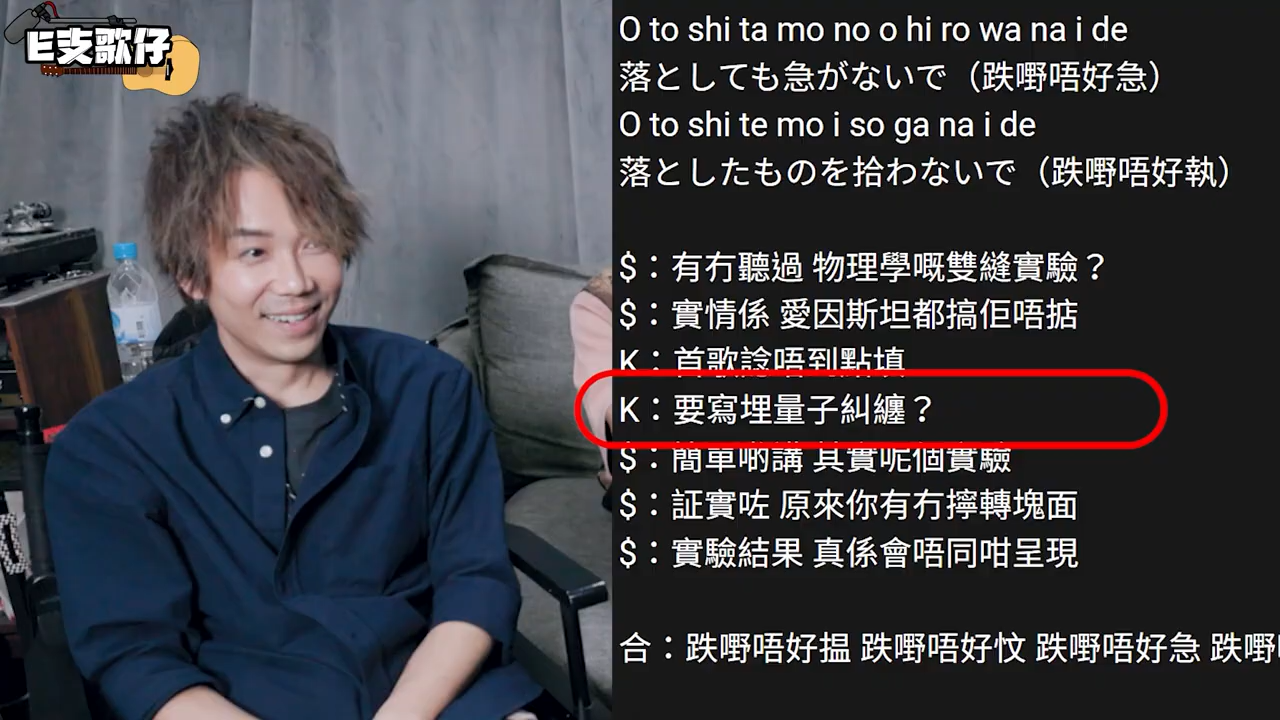 E支歌仔
O to shi ta mo no o hi ro wa na i de
落としても急がないで（跌嘢唔好急）
O to shi te mo i so ga na i de
落としたものを拾わないで（跌嘢唔好執）
$：有冇聽過 物理學嘅雙縫實驗？
$：實情係 愛因斯坦都搞佢唔掂
K：首歌諗唔到點填
K：要寫埋量子糾纏？
$：簡單啲講 其實呢個實驗
$：証實咗 原來你有冇擰轉塊面
$：實驗結果 真係會唔同咁呈現
合：跌嘢唔好搵 跌嘢唔好忟 跌嘢唔好急 跌嘢